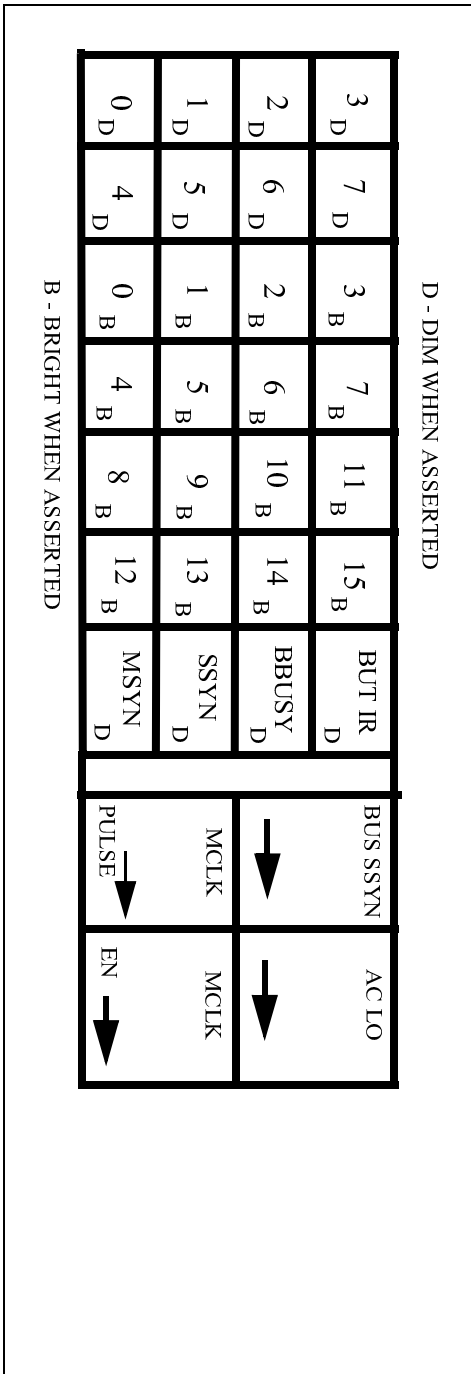 D - DIM WHEN ASSERTED
3 D 7 D 3 B 7 B 11 B 15 B BUT IR D BUS SSYN AC LO
2 D 6 D 2 B 6 B 10 B 14 B BBUSY D
1 D 5 D 1 B 5 B 9 B 13 B SSYN D MCLK MCLK
0 D 4 D 0 B 4 B 8 B 12 B MSYN D PULSE EN
B - BRIGHT WHEN ASSERTED